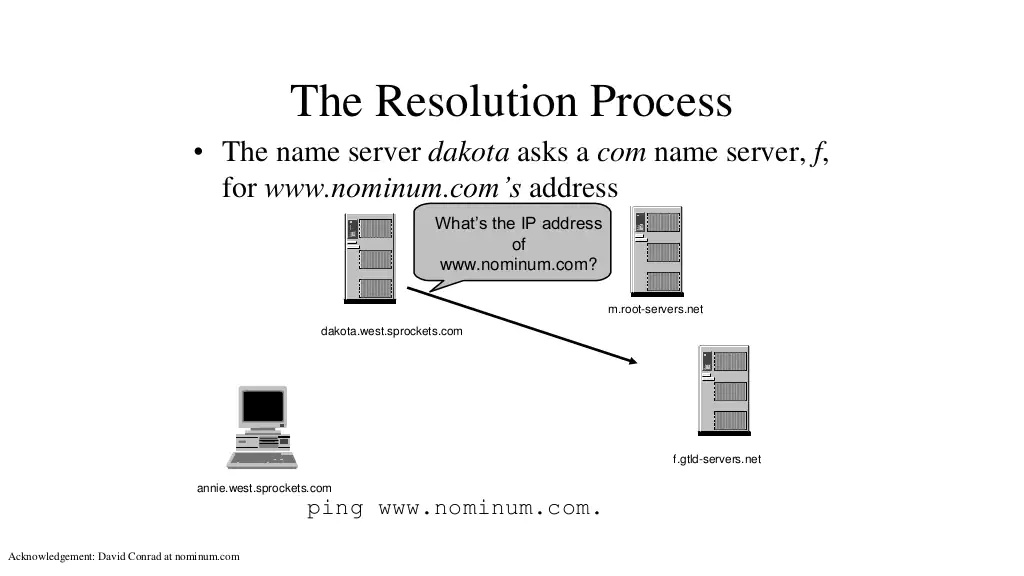 The Resolution Process
• The name server dakota asks a com name server, f,
for www.nominum.com’s address
What’s the IP address
of
www.nominum.com?
m.root-servers.net
dakota.west.sprockets.com
f.gtld-servers.net
annie.west.sprockets.com
ping www.nominum.com.
Acknowledgement: David Conrad at nominum.com